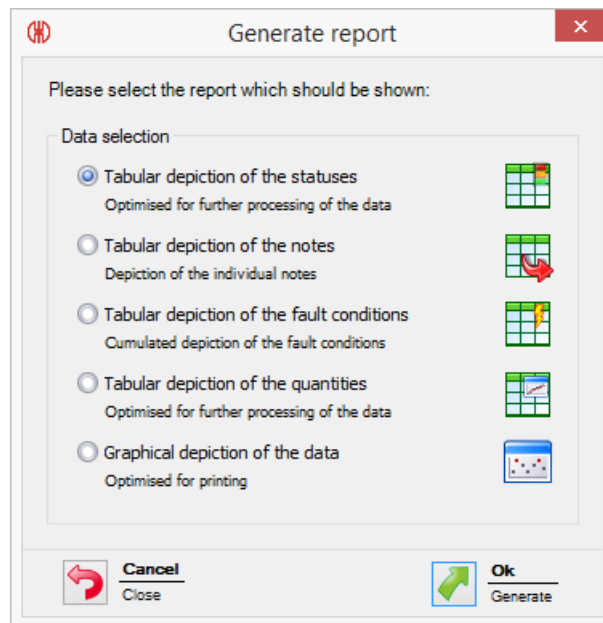 Generate report
Please select the report which should be shown:
Data selection
Tabular depiction of the statuses
Optimised for further processing of the data
Tabular depiction of the notes
Depiction of the individual notes
Tabular depiction of the fault conditions
Cumulated depiction of the fault conditions
Tabular depiction of the quantities
Optimised for further processing of the data
Graphical depiction of the data
Optimised for printing
Cancel
Close
Ok
Generate